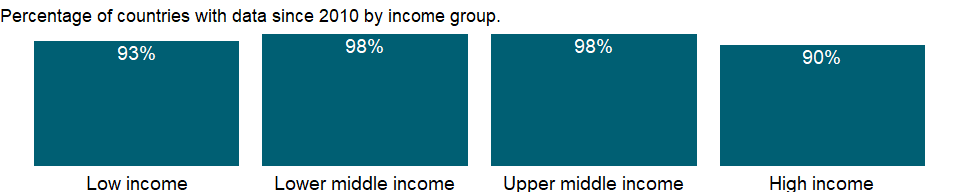 Percentage of countries with data since 2010 by income group.
93%
98%
98%
90%
Low income
Lower middle income
Upper middle income
High income